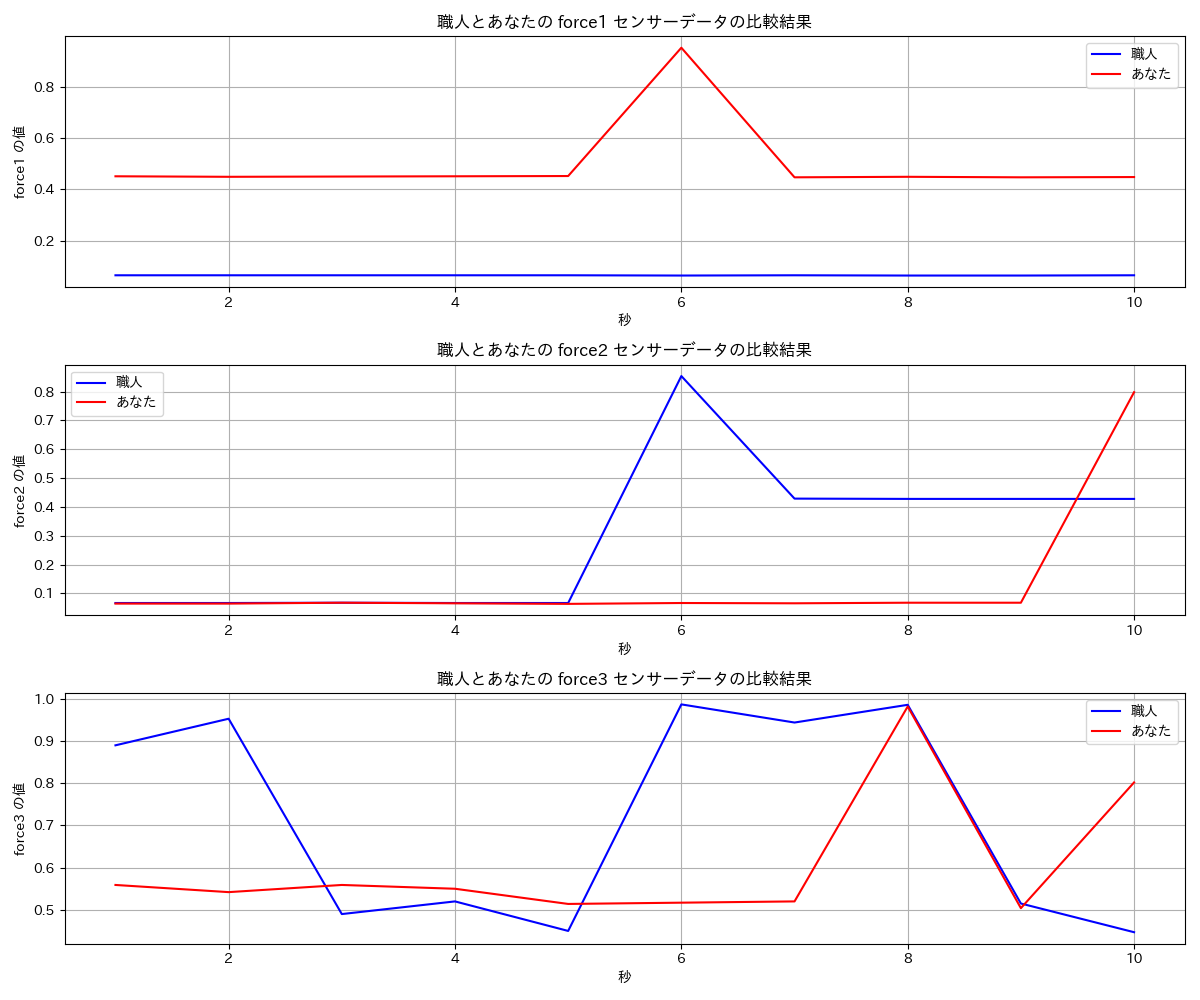 職人とあなたの force1 センサーデータの比較結果
職人
あなた
force1 の値
0.8
0.6
0.4
0.2
2 4 6 8 10
秒
職人とあなたの force2 センサーデータの比較結果
職人
あなた
force2 の値
0.8
0.7
0.6
0.5
0.4
0.3
0.2
0.1
2 4 6 8 10
秒
職人とあなたの force3 センサーデータの比較結果
職人
あなた
force3 の値
1.0
0.9
0.8
0.7
0.6
0.5
2 4 6 8 10
秒